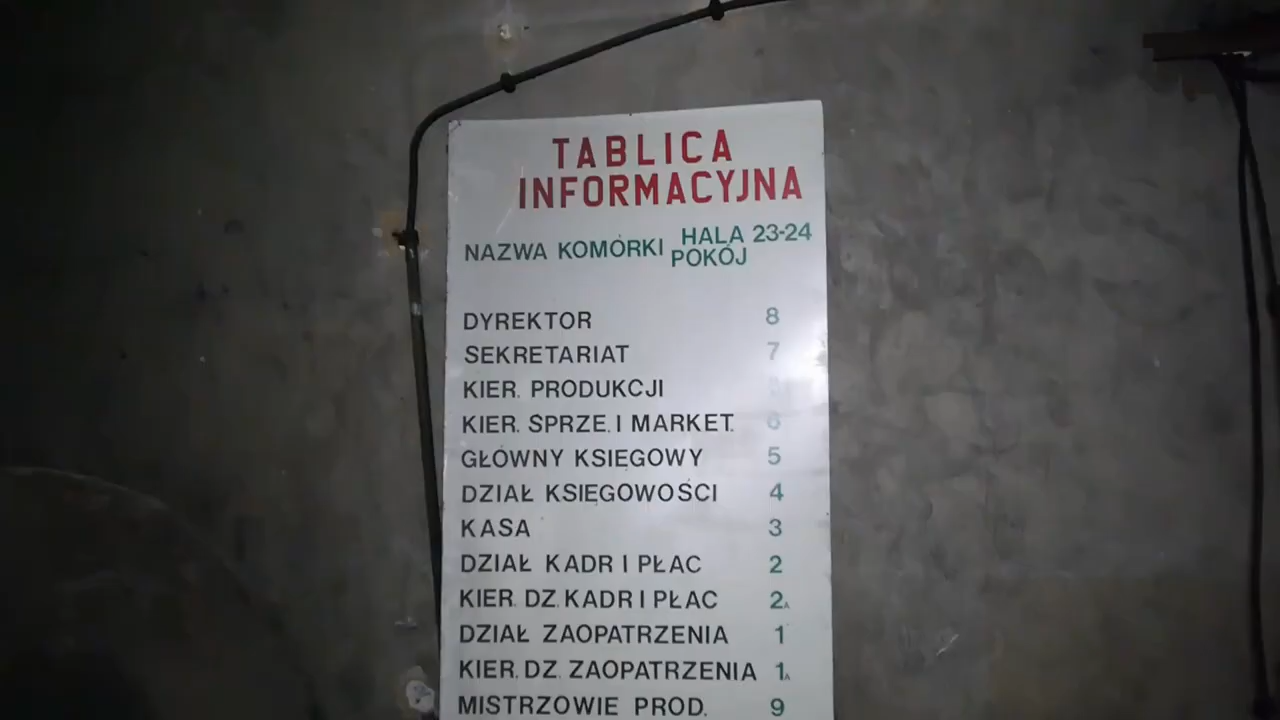 TABLICA
INFORMACYJNA
NAZWA KOMÓRKI HALA 23-24
POKÓJ
DYREKTOR 8
SEKRETARIAT 7
KIER. PRODUKCJI
KIER. SPRZE. I MARKET. 6
GŁÓWNY KSIĘGOWY 5
DZIAŁ KSIĘGOWOŚCI 4
KASA 3
DZIAŁ KADR I PŁAC 2
KIER. DZ. KADR I PŁAC 2A
DZIAŁ ZAOPATRZENIA 1
KIER. DZ. ZAOPATRZENIA 1A
MISTRZOWIE PROD. 9